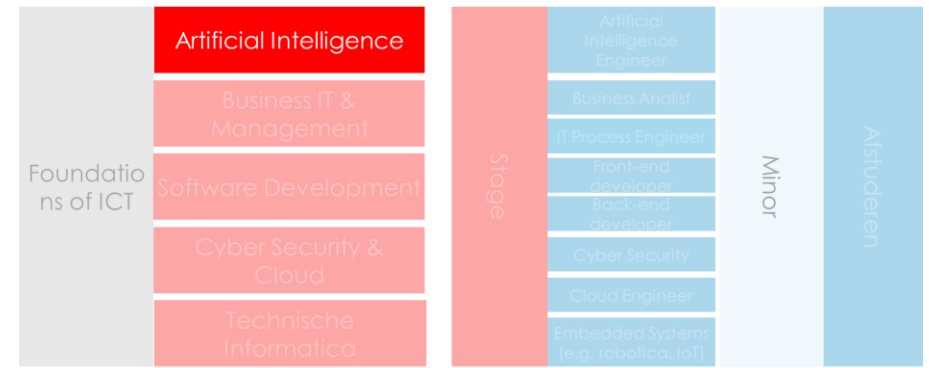 Foundatio
ns of ICT
Artificial Intelligence
Business IT &
Management
Software Development
Cyber Security &
Cloud
Technische
Informatica
Stage
Artificial
Intelligence
Engineer
Business Analist
IT Process Engineer
Front-end
developer
Back-end
developer
Cyber Security
Cloud Engineer
Embedded Systems
(e.g. robotica, IoT)
Minor
Afstuderen